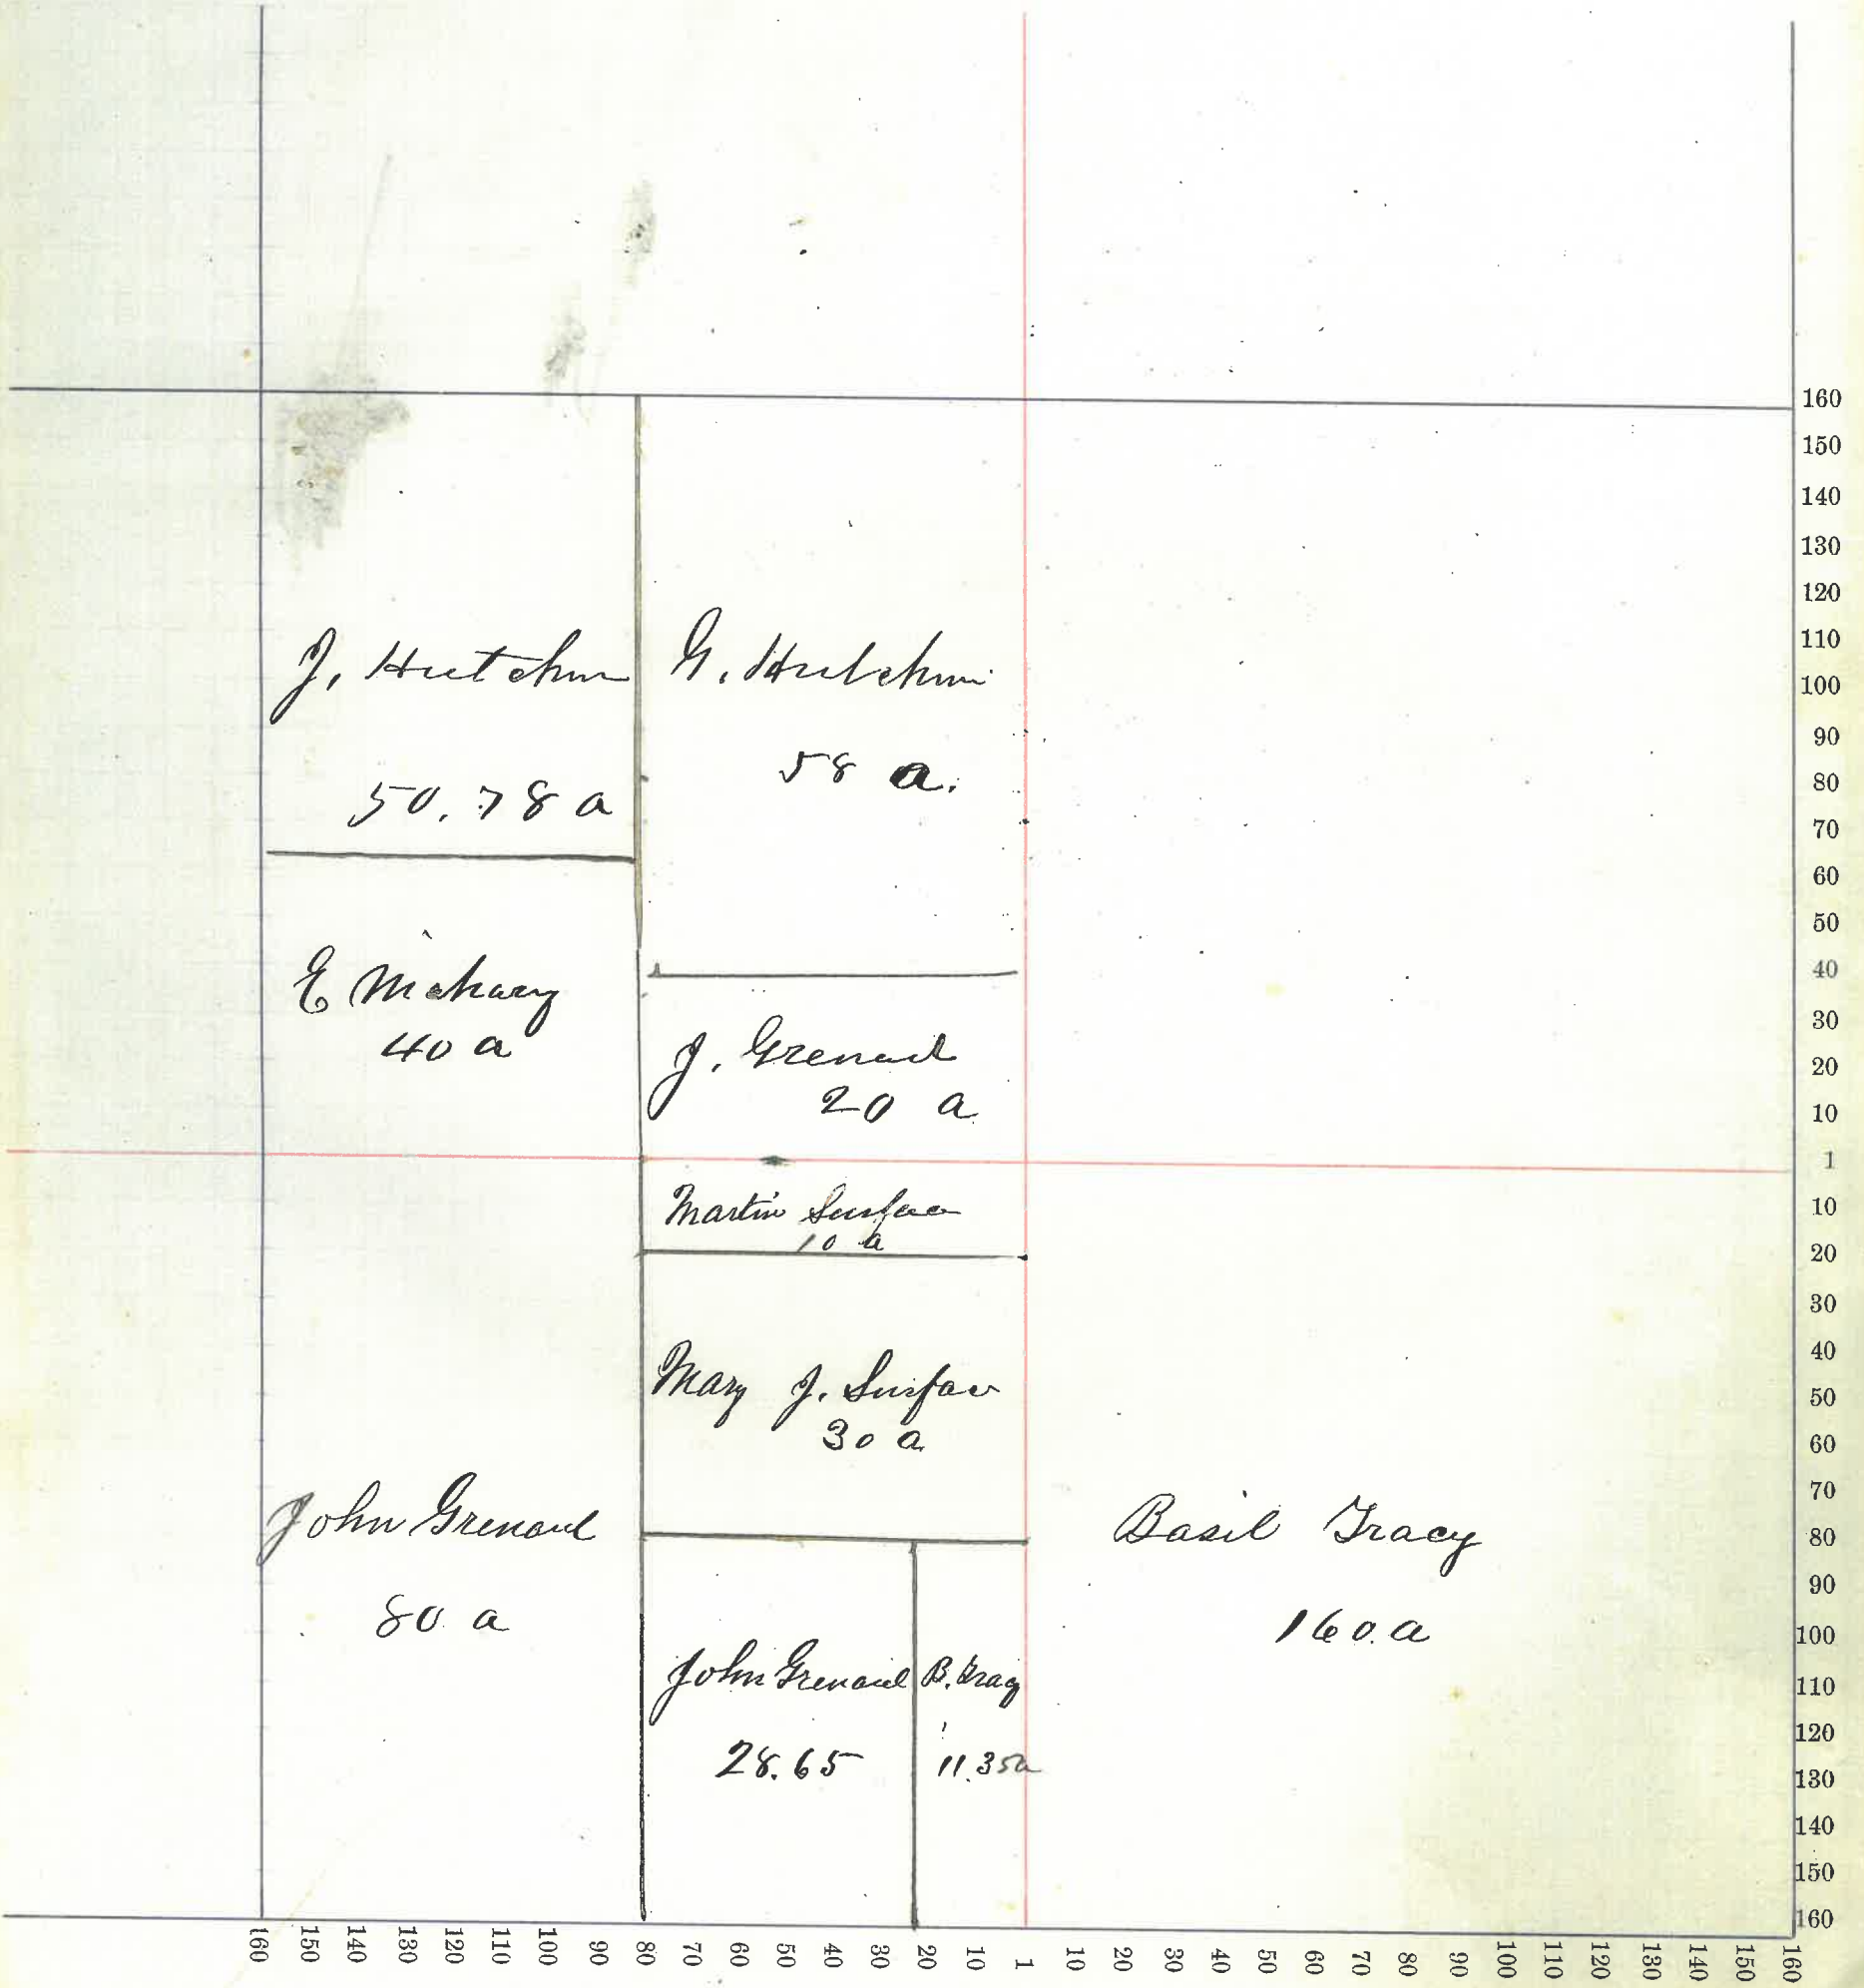 J. Hutchin
50.78 a
G. Hutchin
58 a.
E Mcharg
40 a
J. Grenard
20 a
Martin Surface
10 a
Mary J. Surface
30 a
John Grenard
80 a
John Grenard
28.65
B. Tracy
11.35a
Basil Tracy
160. a
160
150
140
130
120
110
100
90
80
70
60
50
40
30
20
10
1
10
20
30
40
50
60
70
80
90
100
110
120
130
140
150
160
160 150 140 130 120 110 100 90 80 70 60 50 40 30 20 10 1 10 20 30 40 50 60 70 80 90 100 110 120 130 140 150 160